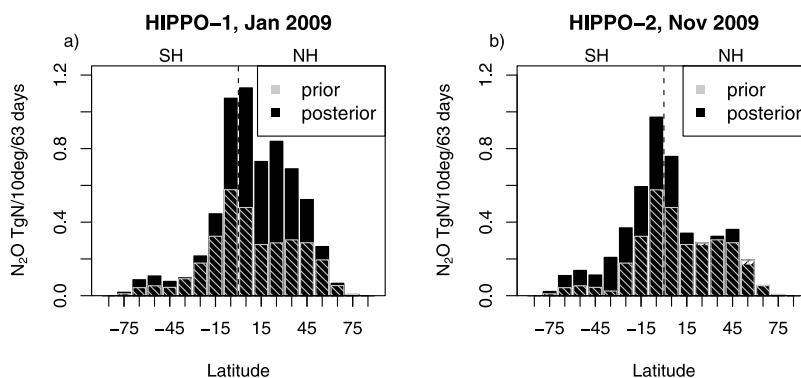 HIPPO−1, Jan 2009
a)
SH
NH
prior
posterior
N₂O TgN/10deg/63 days
1.2
0.8
0.4
0.0
−75 −45 −15 15 45 75
Latitude
HIPPO−2, Nov 2009
b)
SH
NH
prior
posterior
N₂O TgN/10deg/63 days
1.2
0.8
0.4
0.0
−75 −45 −15 15 45 75
Latitude